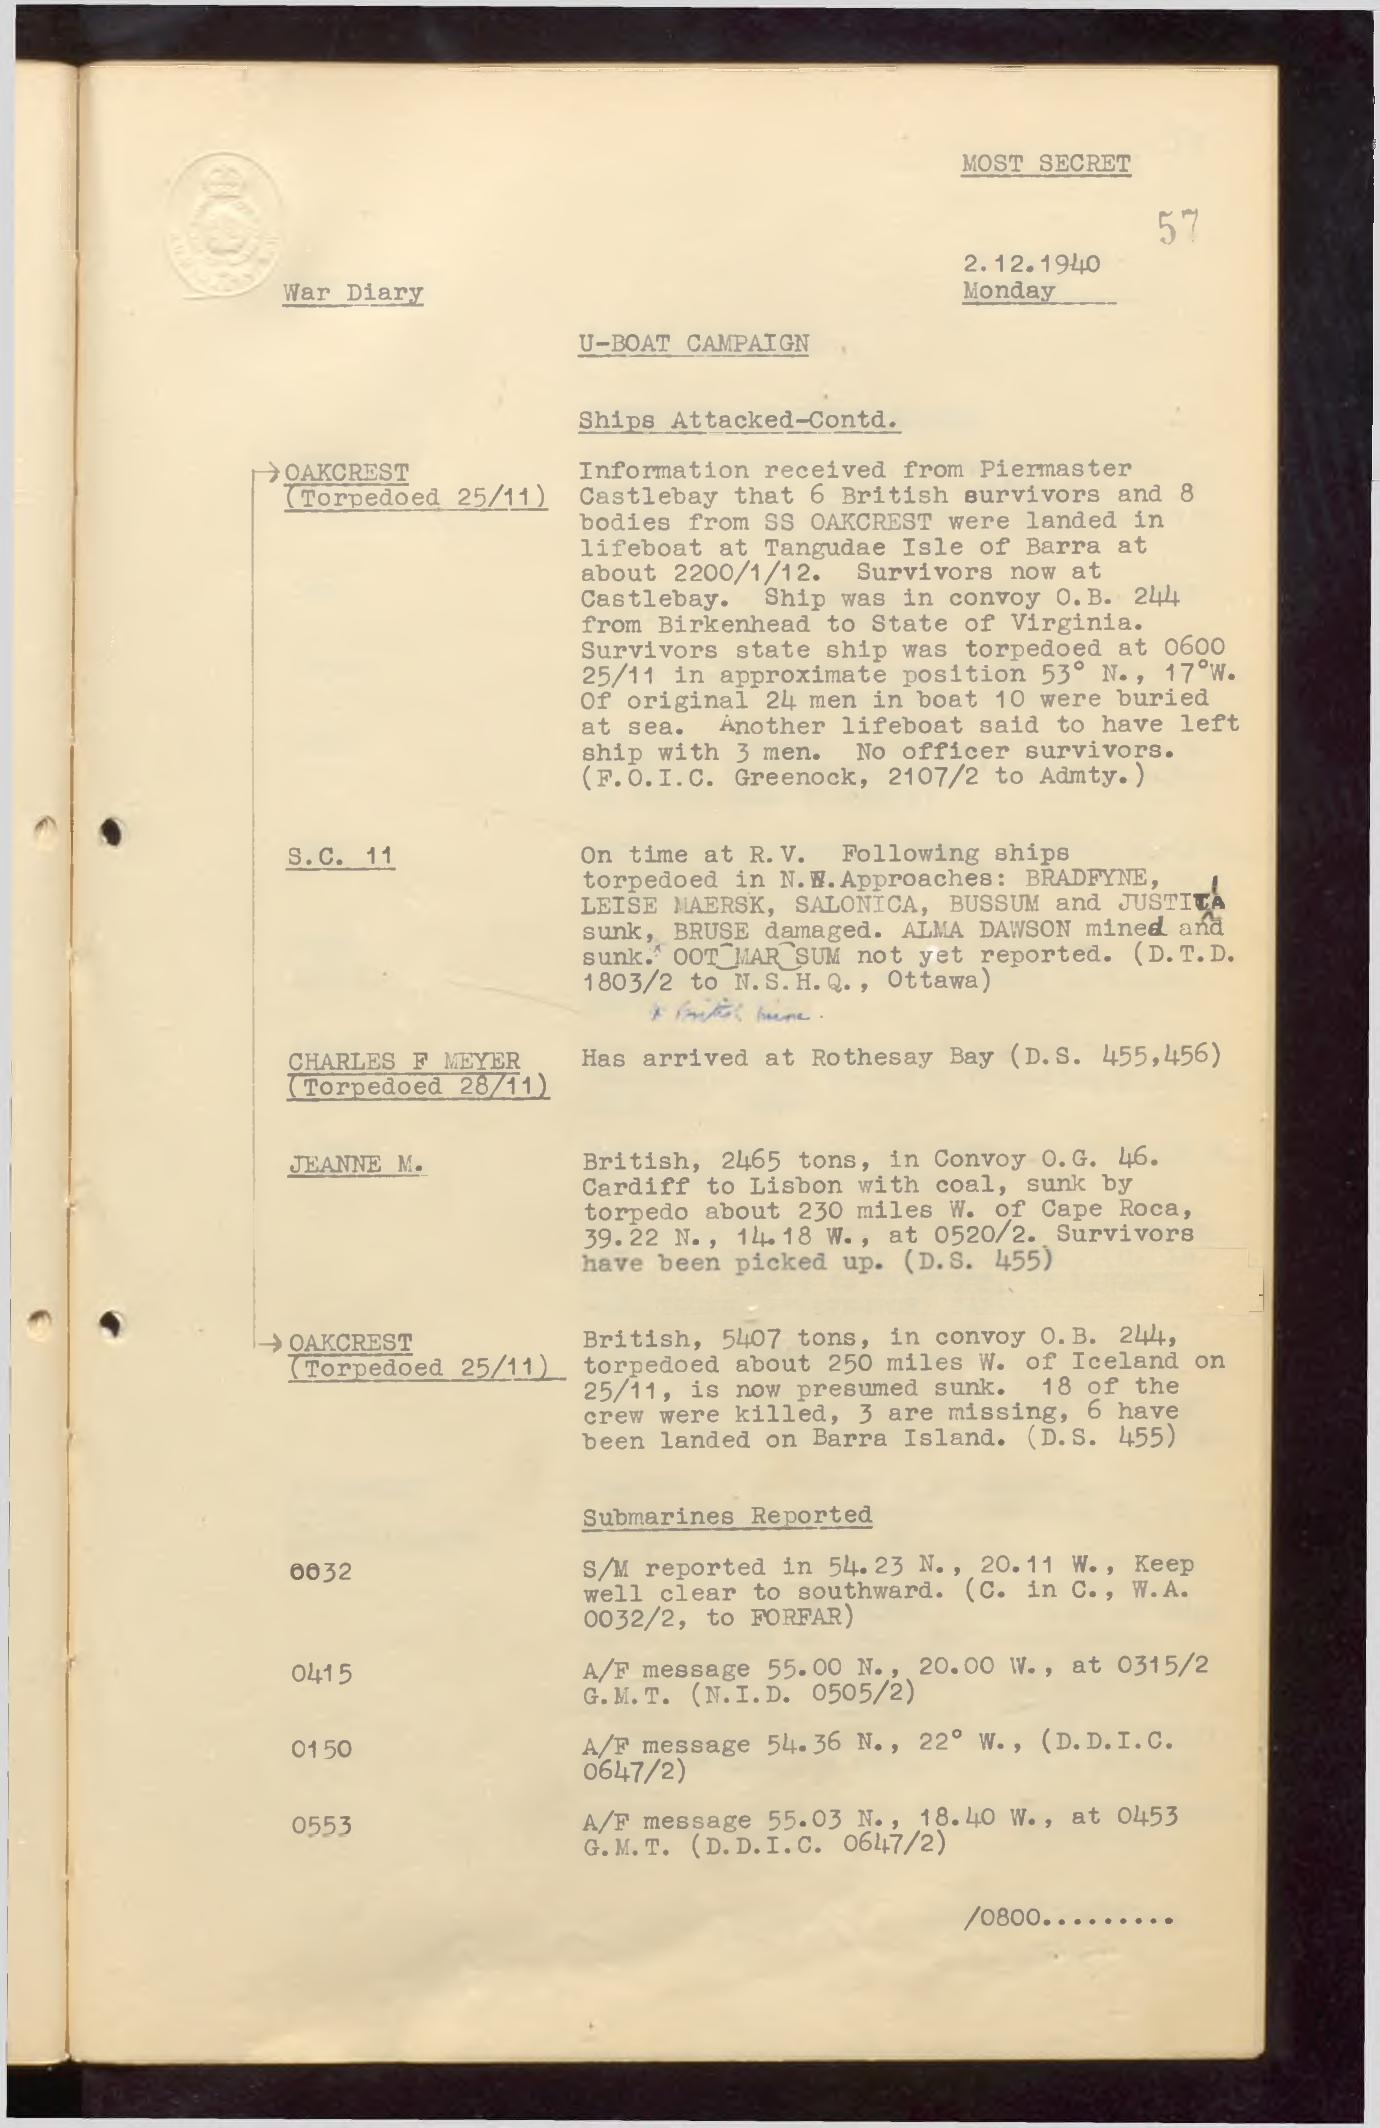 MOST SECRET
57
2.12.1940
War Diary
Monday
U-BOAT CAMPAIGN
Ships Attacked-Contd.
OAKCREST
(Torpedoed 25/11)
Information received from Piermaster
Castlebay that 6 British survivors and 8
bodies from SS OAKCREST were landed in
lifeboat at Tangudae Isle of Barra at
about 2200/1/12. Survivors now at
Castlebay. Ship was in convoy O.B. 244
from Birkenhead to State of Virginia.
Survivors state ship was torpedoed at 0600
25/11 in approximate position 53° N., 17°W.
Of original 24 men in boat 10 were buried
at sea. Another lifeboat said to have left
ship with 3 men. No officer survivors.
(F.O.I.C. Greenock, 2107/2 to Admty.)
S.C. 11
On time at R.V. Following ships
torpedoed in N.W.Approaches: BRADFYNE,
LEISE MAERSK, SALONICA, BUSSUM and JUSTITIA
sunk, BRUSE damaged. ALMA DAWSON mined and
sunk.* OOT MAR SUM not yet reported. (D.T.D.
1803/2 to N.S.H.Q., Ottawa)
* British mine.
CHARLES F MEYER
(Torpedoed 28/11)
Has arrived at Rothesay Bay (D.S. 455,456)
JEANNE M.
British, 2465 tons, in Convoy O.G. 46.
Cardiff to Lisbon with coal, sunk by
torpedo about 230 miles W. of Cape Roca,
39.22 N., 14.18 W., at 0520/2. Survivors
have been picked up. (D.S. 455)
OAKCREST
(Torpedoed 25/11)
British, 5407 tons, in convoy O.B. 244,
torpedoed about 250 miles W. of Iceland on
25/11, is now presumed sunk. 18 of the
crew were killed, 3 are missing, 6 have
been landed on Barra Island. (D.S. 455)
Submarines Reported
0032
S/M reported in 54.23 N., 20.11 W., Keep
well clear to southward. (C. in C., W.A.
0032/2, to FORFAR)
0415
A/F message 55.00 N., 20.00 W., at 0315/2
G.M.T. (N.I.D. 0505/2)
0150
A/F message 54.36 N., 22° W., (D.D.I.C.
0647/2)
0553
A/F message 55.03 N., 18.40 W., at 0453
G.M.T. (D.D.I.C. 0647/2)
/0800.........